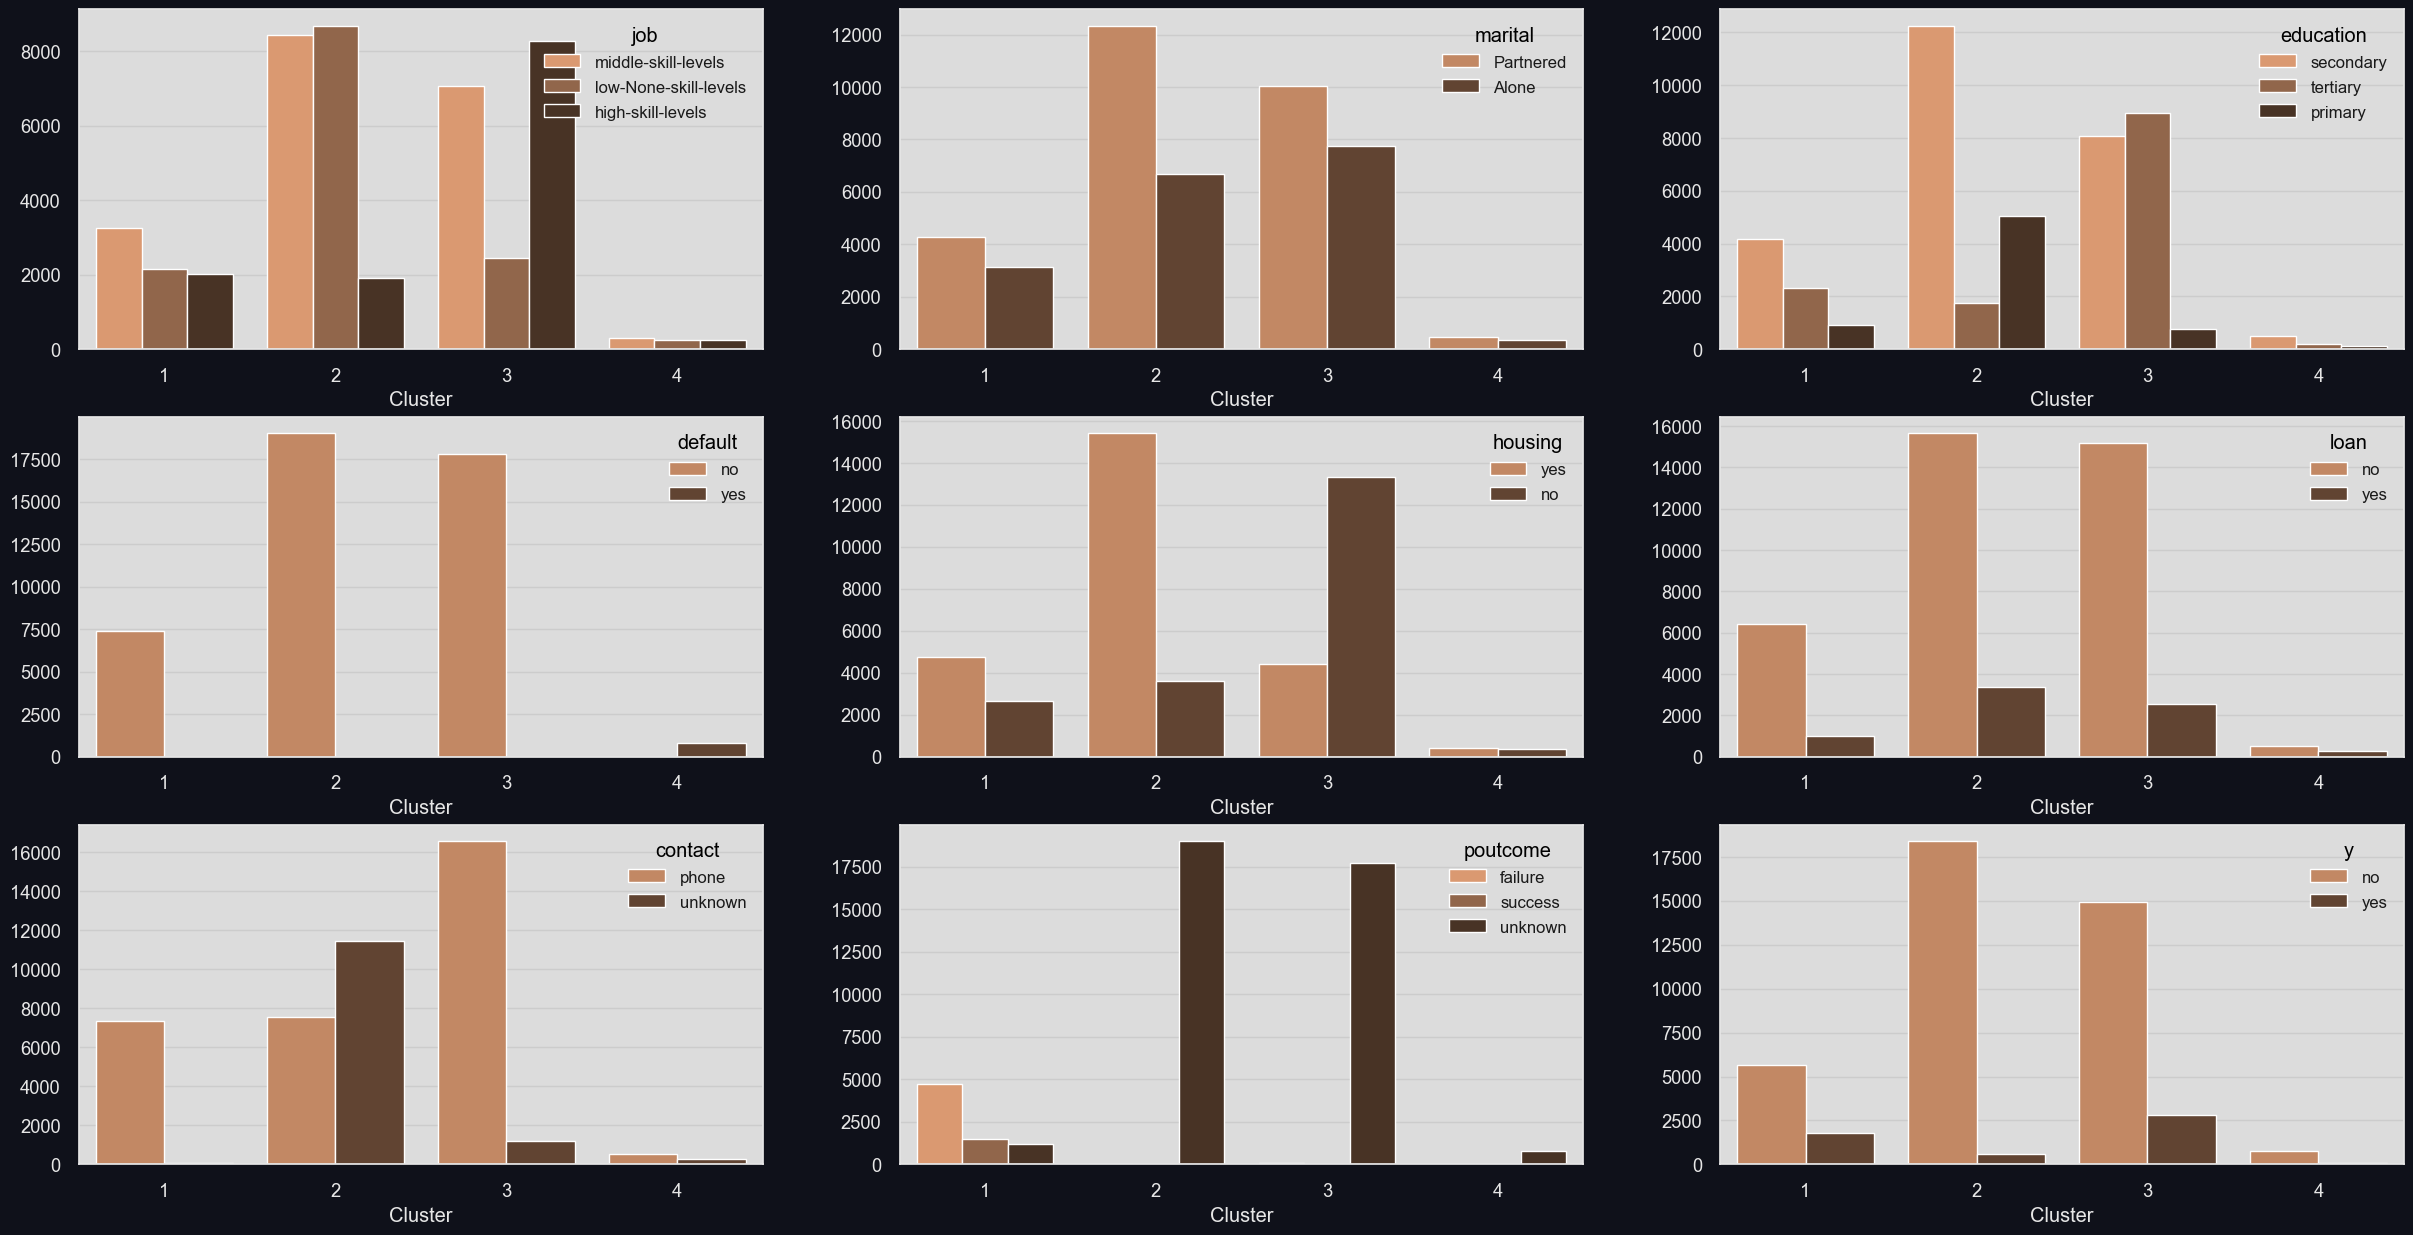 job
middle-skill-levels
low-None-skill-levels
high-skill-levels
8000
6000
4000
2000
0
1 2 3 4
Cluster
marital
Partnered
Alone
12000
10000
8000
6000
4000
2000
0
1 2 3 4
Cluster
education
secondary
tertiary
primary
12000
10000
8000
6000
4000
2000
0
1 2 3 4
Cluster
default
no
yes
17500
15000
12500
10000
7500
5000
2500
0
1 2 3 4
Cluster
housing
yes
no
16000
14000
12000
10000
8000
6000
4000
2000
0
1 2 3 4
Cluster
loan
no
yes
16000
14000
12000
10000
8000
6000
4000
2000
0
1 2 3 4
Cluster
contact
phone
unknown
16000
14000
12000
10000
8000
6000
4000
2000
0
1 2 3 4
Cluster
poutcome
failure
success
unknown
17500
15000
12500
10000
7500
5000
2500
0
1 2 3 4
Cluster
y
no
yes
17500
15000
12500
10000
7500
5000
2500
0
1 2 3 4
Cluster